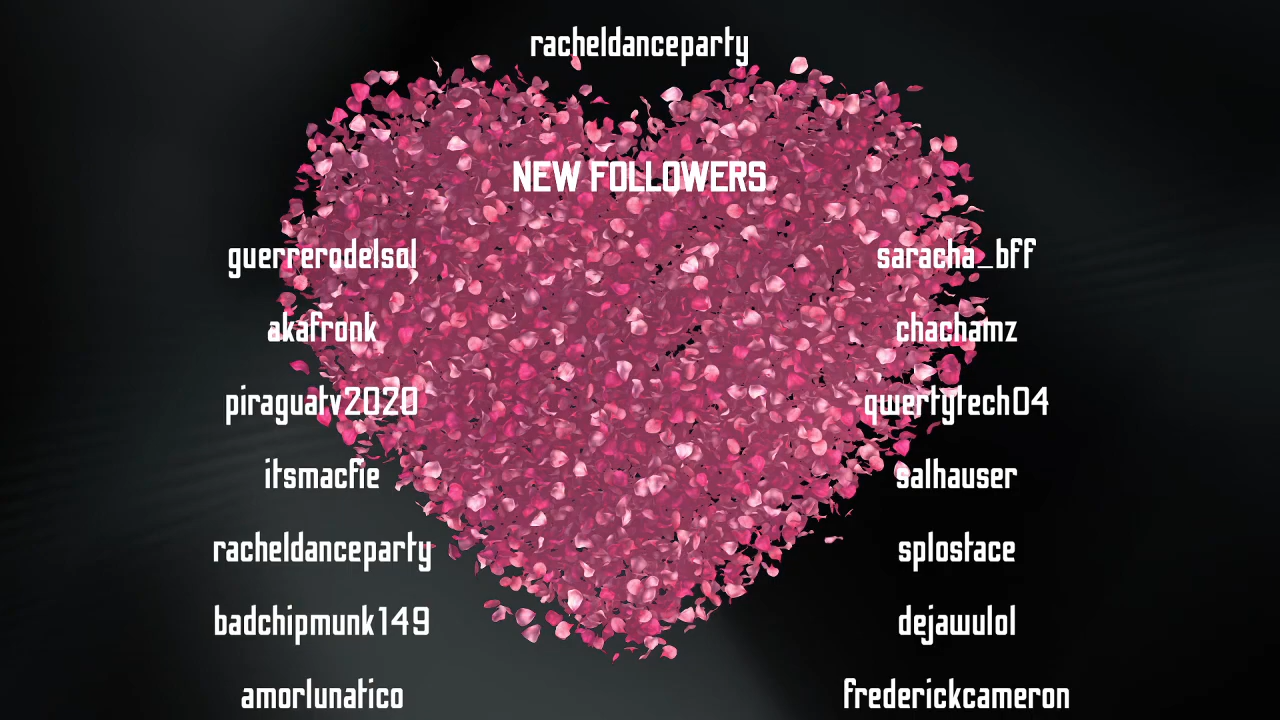 racheldanceparty
NEW FOLLOWERS
guerrerodelsol saracha_bff
akafronk chachamz
piraguatv2020 qwertytech04
itsmacfie salhauser
racheldanceparty splostace
badchipmunk149 dejawulol
amorlunatico frederickcameron